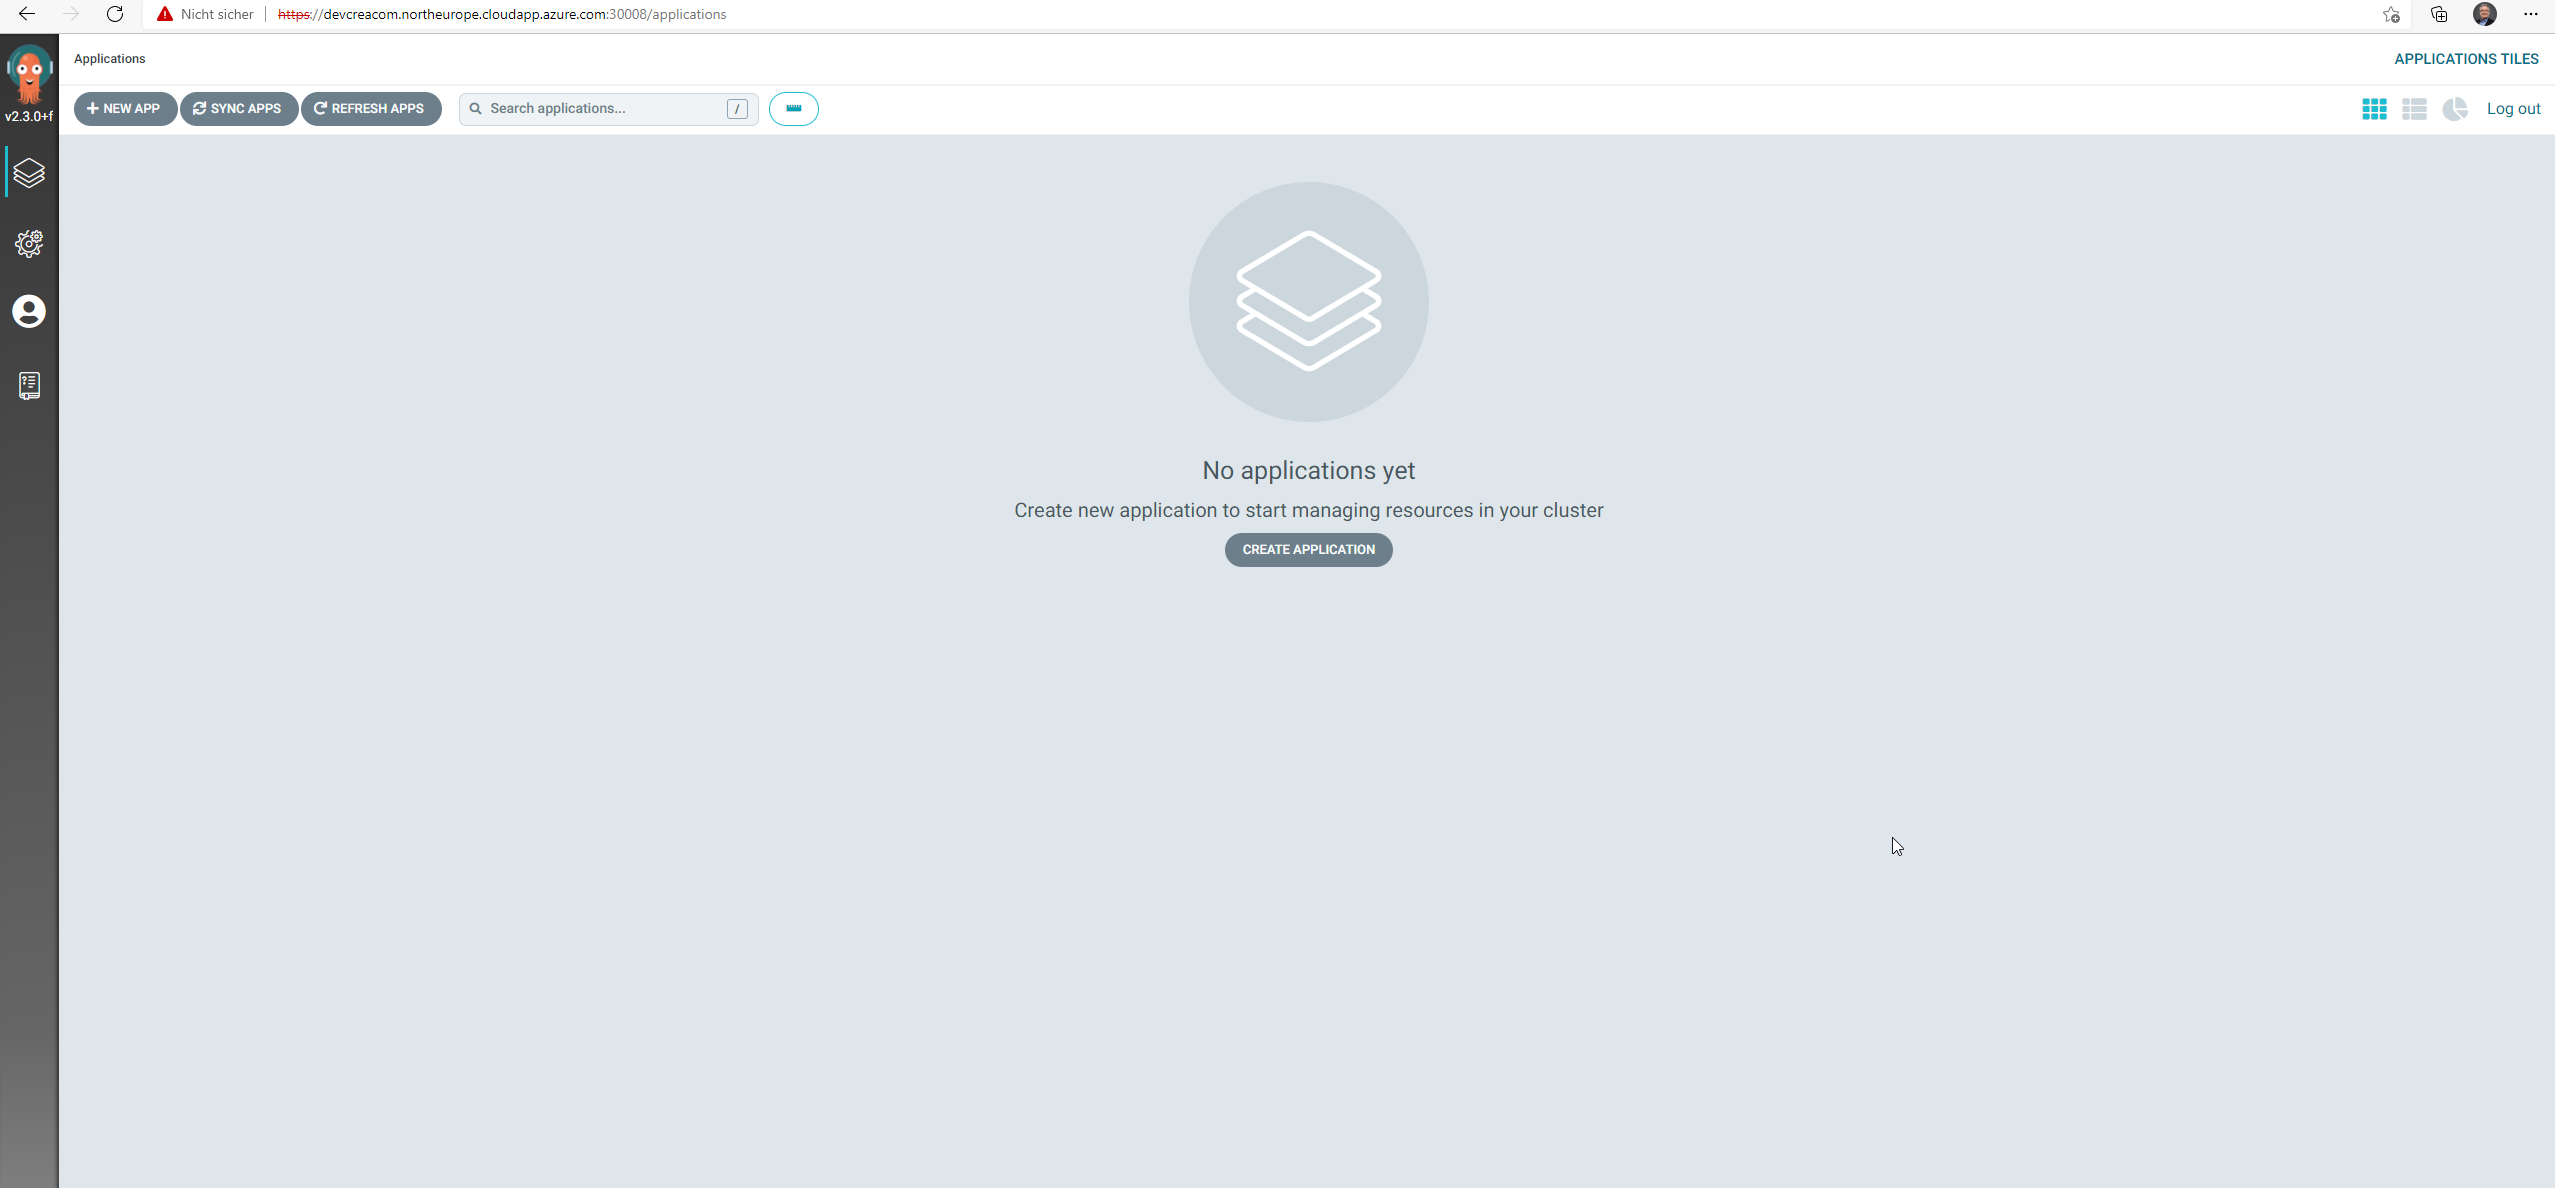 Nicht sicher https://devcreacom.northeurope.cloudapp.azure.com:30008/applications
Applications
APPLICATIONS TILES
v2.3.0+f
NEW APP SYNC APPS REFRESH APPS Search applications... / Log out
No applications yet
Create new application to start managing resources in your cluster
CREATE APPLICATION